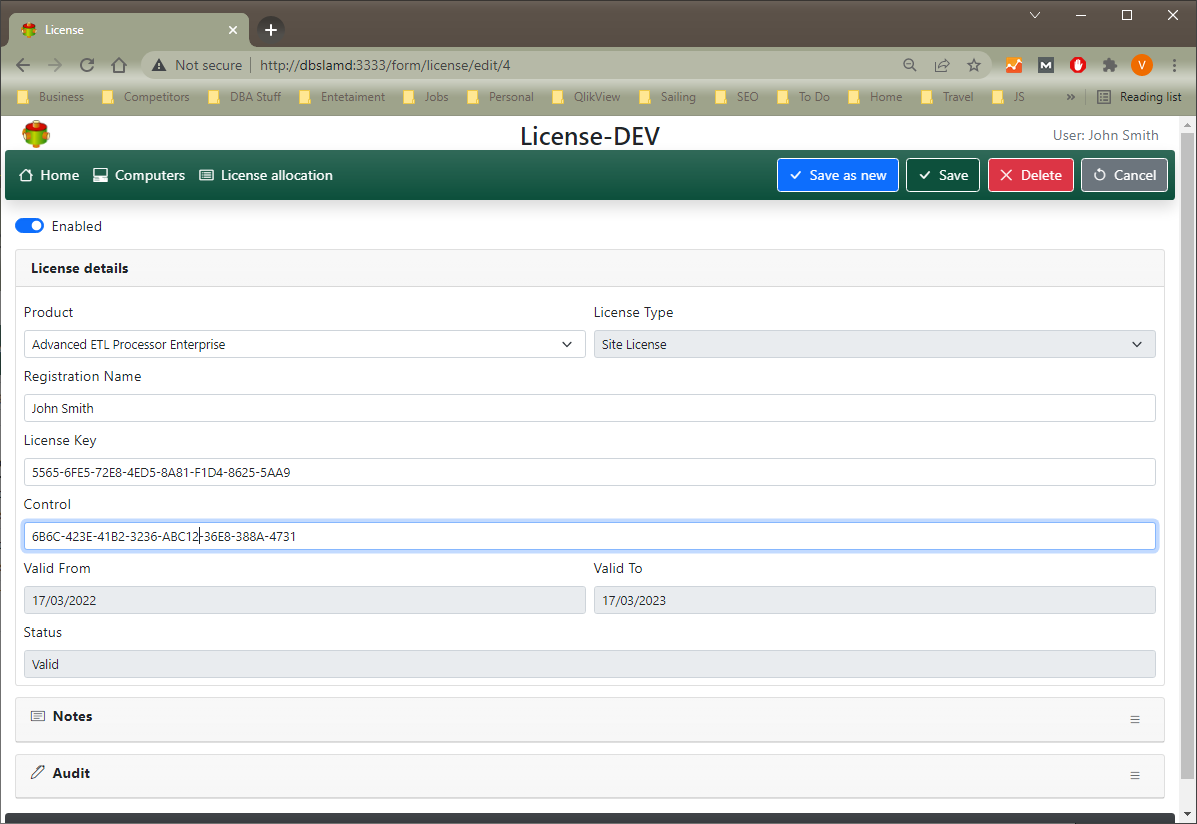 License
Not secure http://dbslamd:3333/form/license/edit/4
V
Business Competitors DBA Stuff Entetaiment Jobs Personal QlikView Sailing SEO To Do Home Travel JS » Reading list
License-DEV
User: John Smith
Home Computers License allocation Save as new Save Delete Cancel
Enabled
License details
Product License Type
Advanced ETL Processor Enterprise Site License
Registration Name
John Smith
License Key
5565-6FE5-72E8-4ED5-8A81-F1D4-8625-5AA9
Control
6B6C-423E-41B2-3236-ABC12-36E8-388A-4731
Valid From Valid To
17/03/2022 17/03/2023
Status
Valid
Notes
Audit